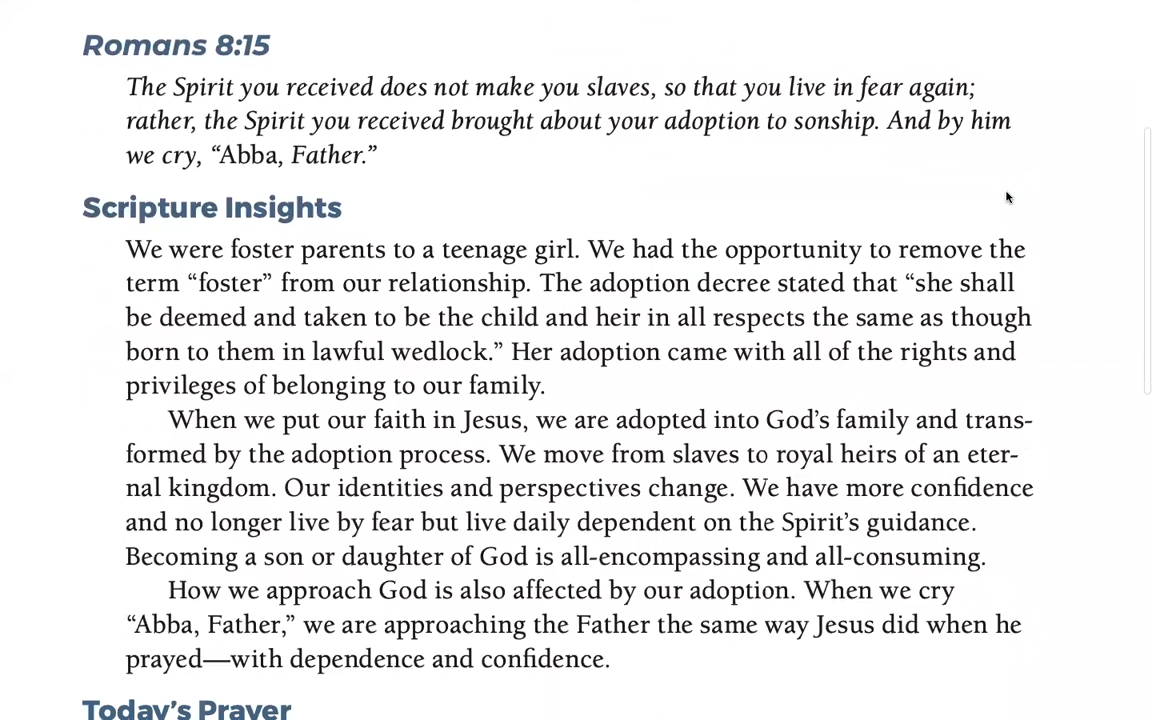 Romans 8:15
The Spirit you received does not make you slaves, so that you live in fear again;
rather, the Spirit you received brought about your adoption to sonship. And by him
we cry, “Abba, Father.”
Scripture Insights
We were foster parents to a teenage girl. We had the opportunity to remove the
term “foster” from our relationship. The adoption decree stated that “she shall
be deemed and taken to be the child and heir in all respects the same as though
born to them in lawful wedlock.” Her adoption came with all of the rights and
privileges of belonging to our family.
When we put our faith in Jesus, we are adopted into God’s family and trans-
formed by the adoption process. We move from slaves to royal heirs of an eter-
nal kingdom. Our identities and perspectives change. We have more confidence
and no longer live by fear but live daily dependent on the Spirit’s guidance.
Becoming a son or daughter of God is all-encompassing and all-consuming.
How we approach God is also affected by our adoption. When we cry
“Abba, Father,” we are approaching the Father the same way Jesus did when he
prayed—with dependence and confidence.
Today’s Prayer